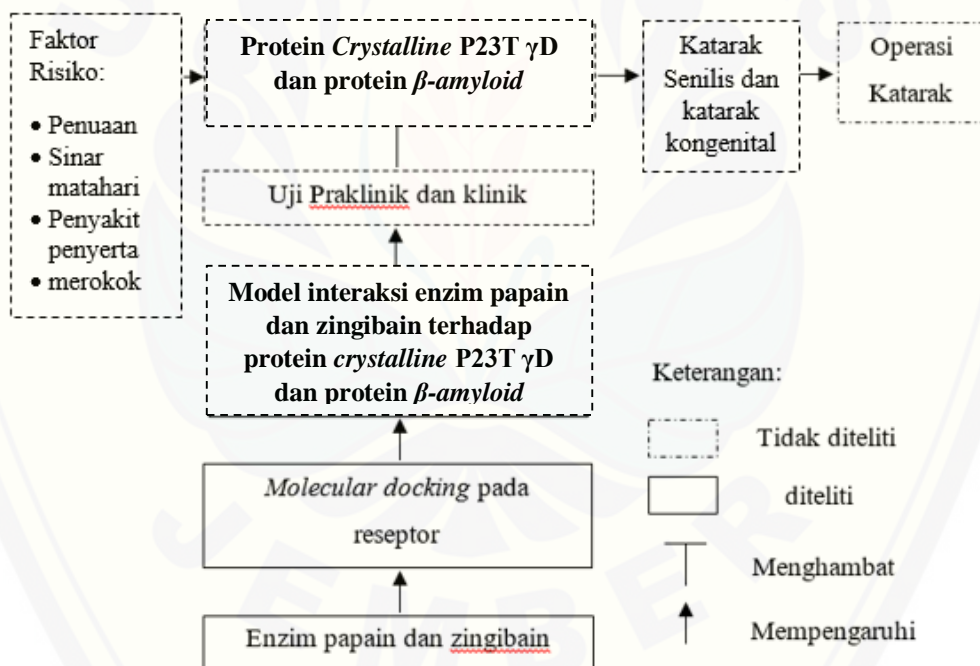 Faktor
Risiko:
• Penuaan
• Sinar
matahari
• Penyakit
penyerta
• merokok
Protein Crystalline P23T γD
dan protein β-amyloid
Katarak
Senilis dan
katarak
kongenital
Operasi
Katarak
Uji Praklinik dan klinik
Model interaksi enzim papain
dan zingibain terhadap
protein crystalline P23T γD
dan protein β-amyloid
Molecular docking pada
reseptor
Enzim papain dan zingibain
Keterangan:
Tidak diteliti
diteliti
Menghambat
Mempengaruhi
JEMBER